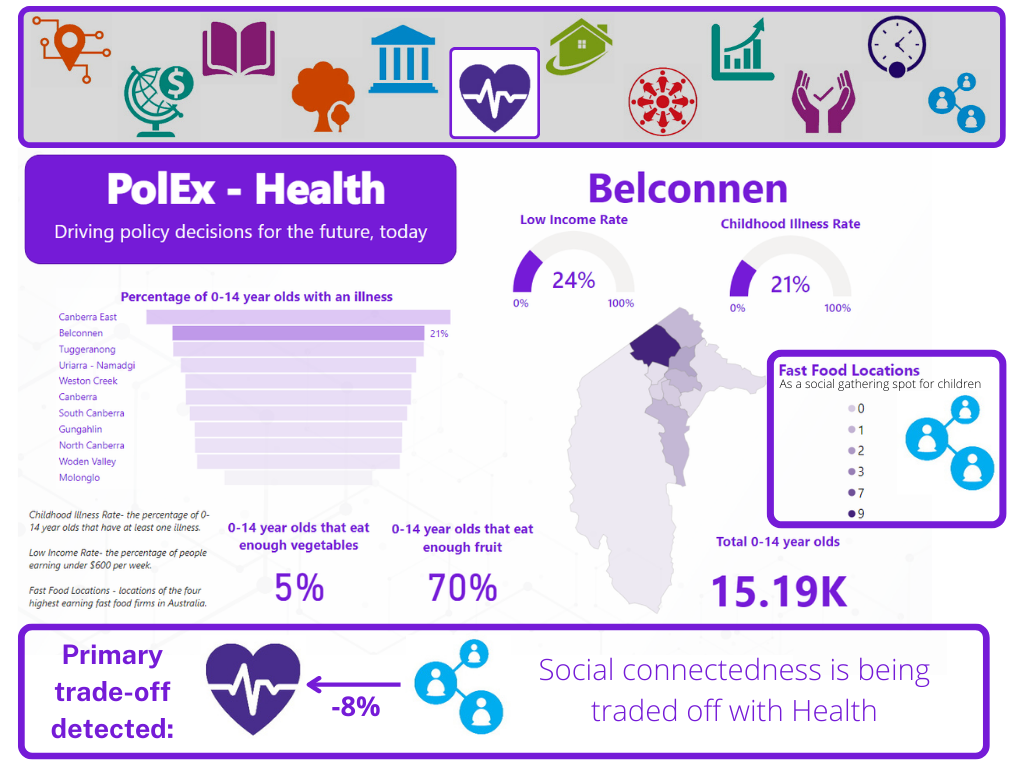 PolEx - Health
Driving policy decisions for the future, today
Belconnen
Low Income Rate
24%
0%
100%
Childhood Illness Rate
21%
0%
100%
Percentage of 0-14 year olds with an illness
Canberra East
Belconnen
21%
Tuggeranong
Uriarra - Namadgi
Weston Creek
Canberra
South Canberra
Gungahlin
North Canberra
Woden Valley
Molonglo
Fast Food Locations
As a social gathering spot for children
0
1
2
3
7
9
Childhood Illness Rate- the percentage of 0-
14 year olds that have at least one illness.
Low Income Rate- the percentage of people
earning under $600 per week.
Fast Food Locations - locations of the four
highest earning fast food firms in Australia.
0-14 year olds that eat
enough vegetables
5%
0-14 year olds that eat
enough fruit
70%
Total 0-14 year olds
15.19K
Primary
trade-off
detected:
-8%
Social connectedness is being
traded off with Health